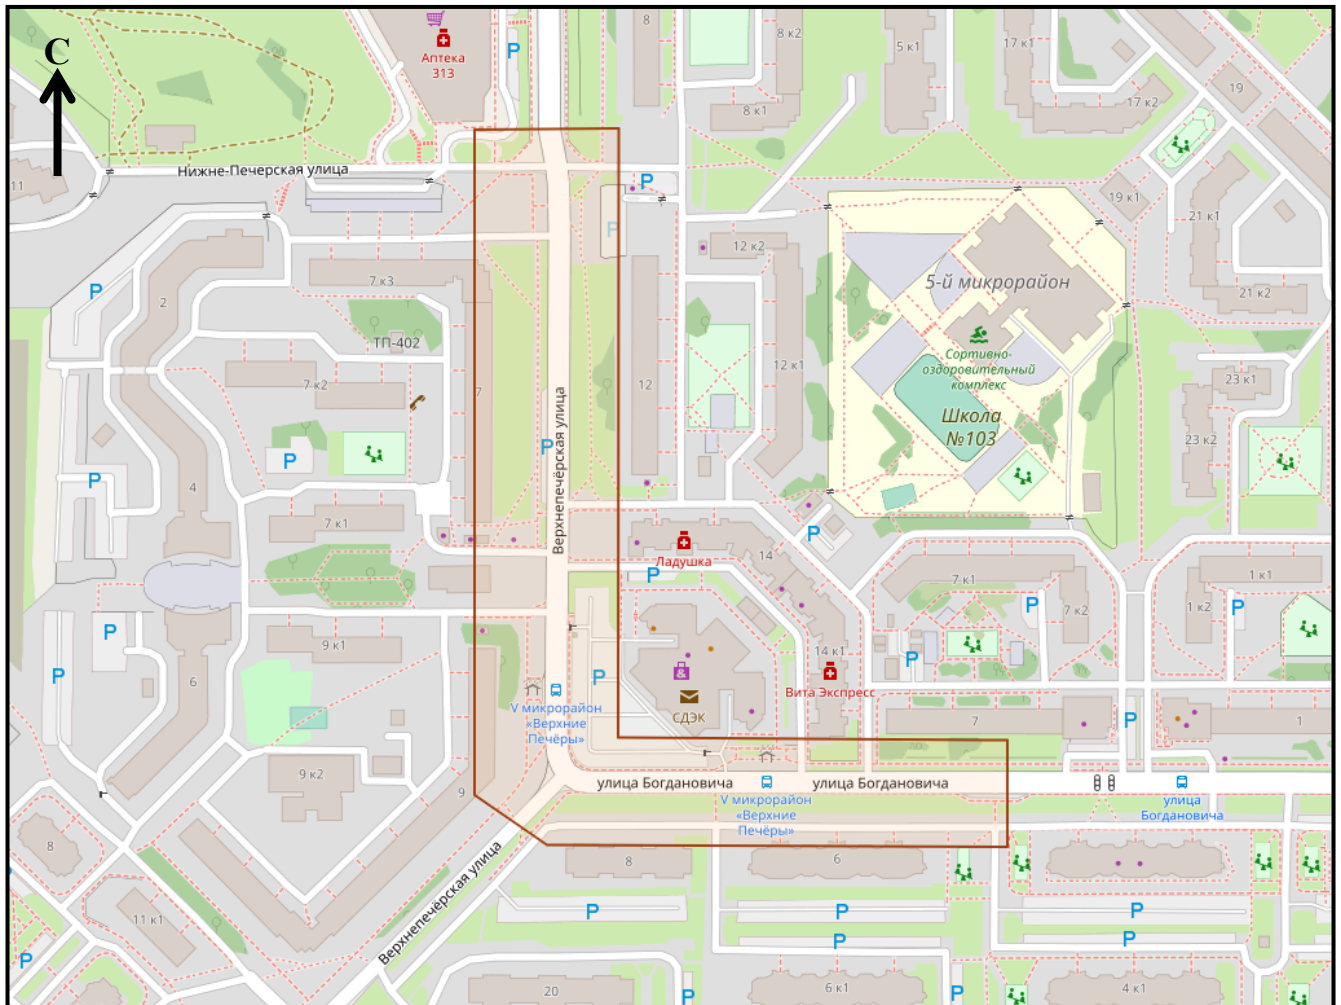 С
Аптека
313
P
8
8 к2
5 к1
17 к1
19
17 к2
8 к1
Нижне-Печерская улица
11
P
19 к1
21 к1
12 к2
P
7 к3
5-й микрорайон
21 к2
P
2
ТП-402
Сортивно-
оздоровительный
комплекс
12 к1
23 к1
7 к2
12
7
Школа
№103
23 к2
Верхнепечёрская улица
P
P
P
4
7 к1
P
Ладушка
14
P
7 к1
1 к1
7 к2
1 к2
P
P
P
9 к1
14 к1
P
P
P
6
Вита Экспресс
СДЭК
V микрорайон
«Верхние
Печёры»
7
P
1
9 к2
9
улица Богдановича
улица Богдановича
V микрорайон
«Верхние
Печёры»
улица
Богдановича
8
8
6
Верхнепечёрская улица
11 к1
P
P
P
P
P
P
20
P
6 к1
P
4 к1